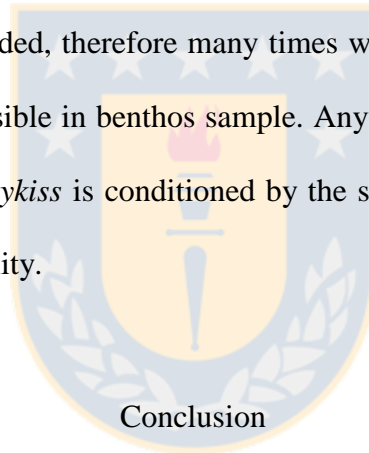 ded, therefore many times w
sible in benthos sample. Any
ykiss is conditioned by the s
ity.
Conclusion